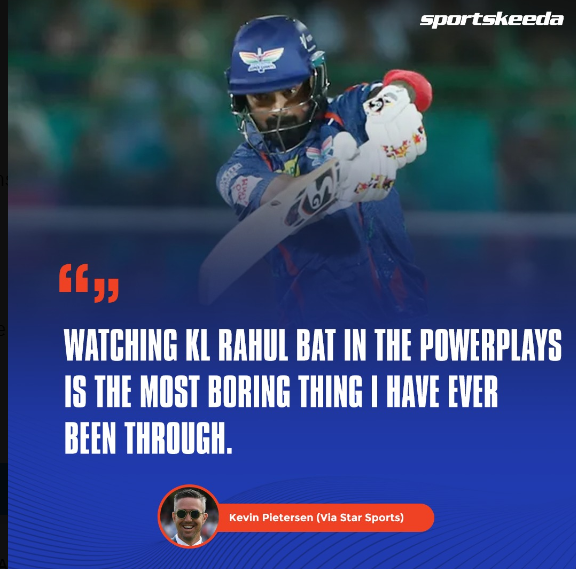 sportskeeda
WATCHING KL RAHUL BAT IN THE POWERPLAYS
IS THE MOST BORING THING I HAVE EVER
BEEN THROUGH.
Kevin Pietersen (Via Star Sports)